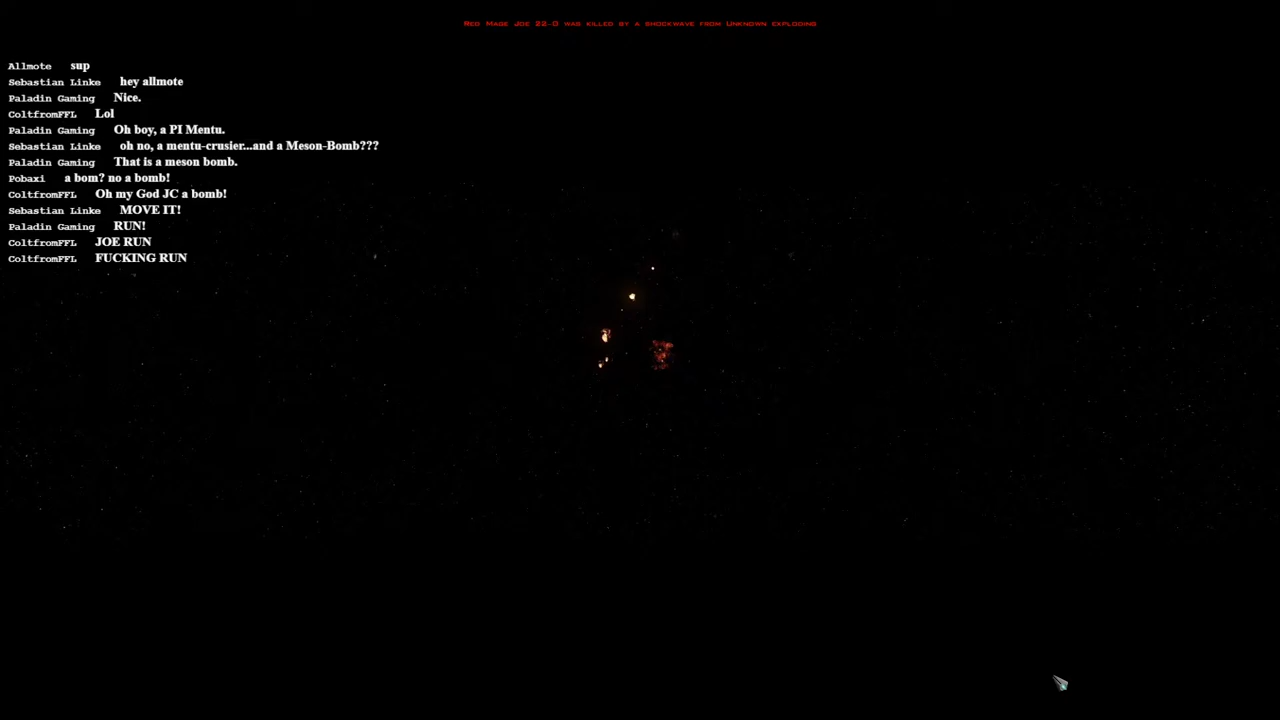 Red Mage Joe 22-0 was killed by a shockwave from Unknown exploding
Allmote sup
Sebastian Linke hey allmote
Paladin Gaming Nice.
ColtfromFFL Lol
Paladin Gaming Oh boy, a PI Mentu.
Sebastian Linke oh no, a mentu-crusier...and a Meson-Bomb???
Paladin Gaming That is a meson bomb.
Pobaxi a bom? no a bomb!
ColtfromFFL Oh my God JC a bomb!
Sebastian Linke MOVE IT!
Paladin Gaming RUN!
ColtfromFFL JOE RUN
ColtfromFFL FUCKING RUN